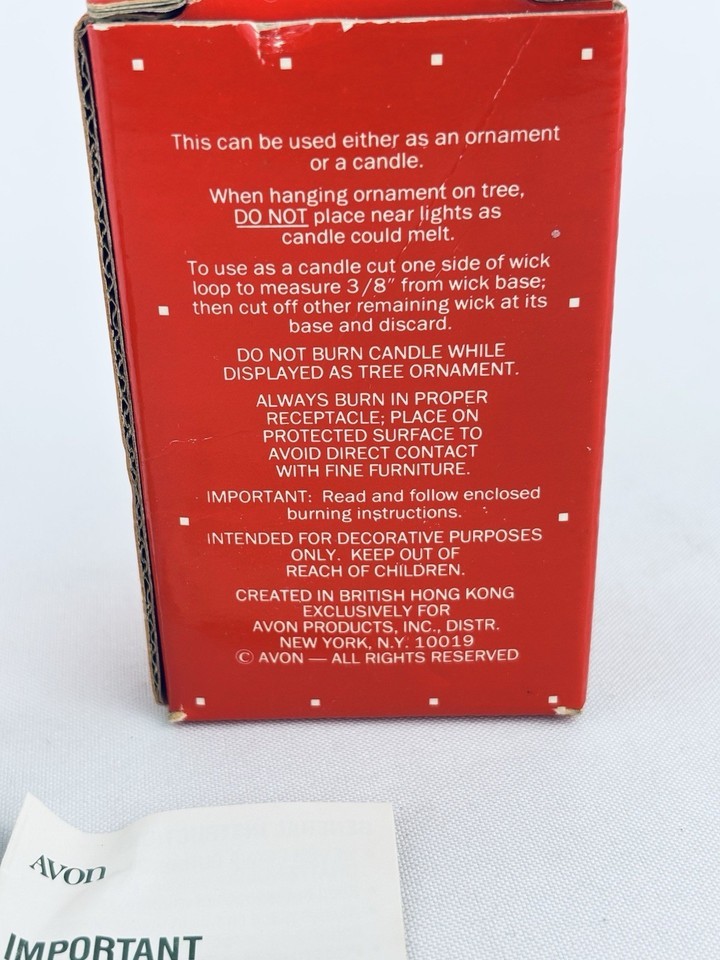 This can be used either as an ornament
or a candle.
When hanging ornament on tree,
DO NOT place near lights as
candle could melt.
To use as a candle cut one side of wick
loop to measure 3/8″ from wick base;
then cut off other remaining wick at its
base and discard.
DO NOT BURN CANDLE WHILE
DISPLAYED AS TREE ORNAMENT.
ALWAYS BURN IN PROPER
RECEPTACLE; PLACE ON
PROTECTED SURFACE TO
AVOID DIRECT CONTACT
WITH FINE FURNITURE.
IMPORTANT: Read and follow enclosed
burning instructions.
INTENDED FOR DECORATIVE PURPOSES
ONLY. KEEP OUT OF
REACH OF CHILDREN.
CREATED IN BRITISH HONG KONG
EXCLUSIVELY FOR
AVON PRODUCTS, INC., DISTR.
NEW YORK, N.Y. 10019
© AVON — ALL RIGHTS RESERVED
AVON
IMPORTANT